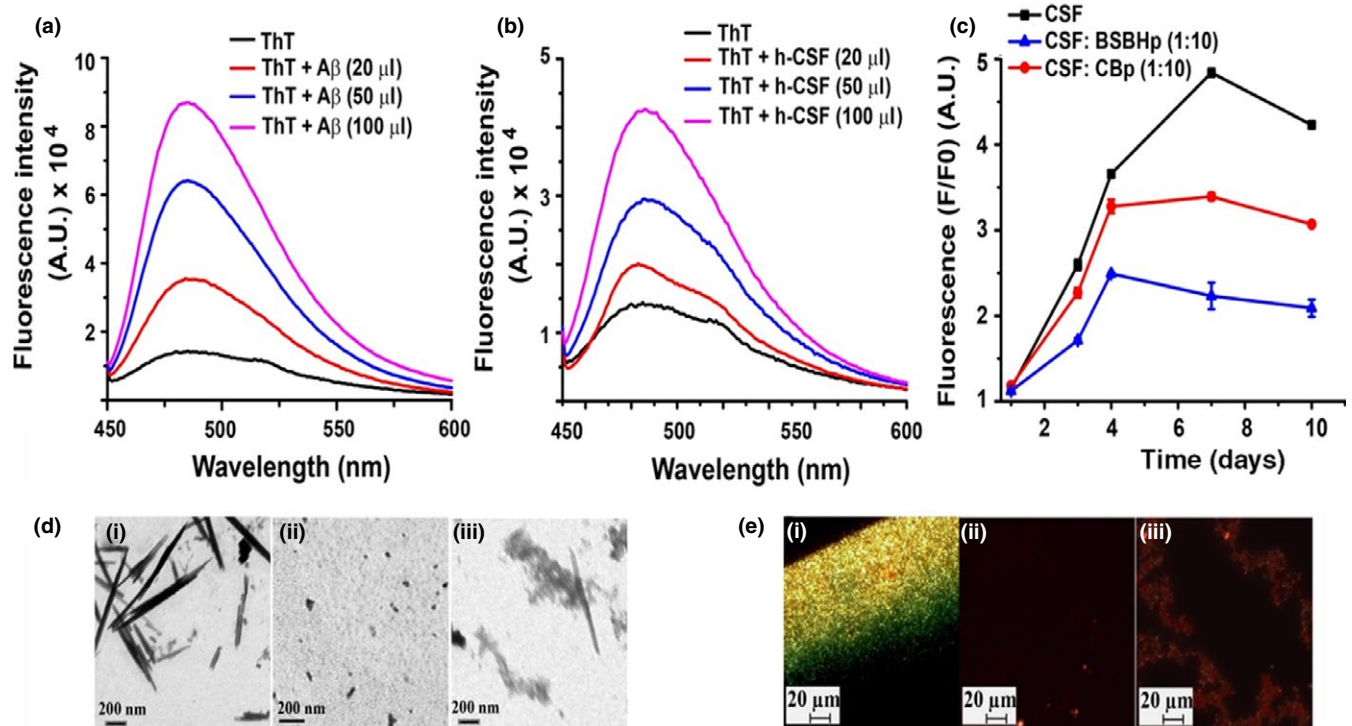 (a)
ThT
ThT + Aβ (20 µl)
ThT + Aβ (50 µl)
ThT + Aβ (100 µl)
Fluorescence intensity
(A.U.) x 10⁴
10
8
6
4
2
450
500
550
600
Wavelength (nm)
(b)
ThT
ThT + h-CSF (20 µl)
ThT + h-CSF (50 µl)
ThT + h-CSF (100 µl)
Fluorescence intensity
(A.U.) x 10⁴
5
3
1
450
500
550
600
Wavelength (nm)
(c)
CSF
CSF: BSBHp (1:10)
CSF: CBp (1:10)
Fluorescence (F/F0) (A.U.)
5
4
3
2
1
2
4
6
8
10
Time (days)
(d)
(i)
200 nm
(ii)
200 nm
(iii)
200 nm
(e)
(i)
20 µm
(ii)
20 µm
(iii)
20 µm